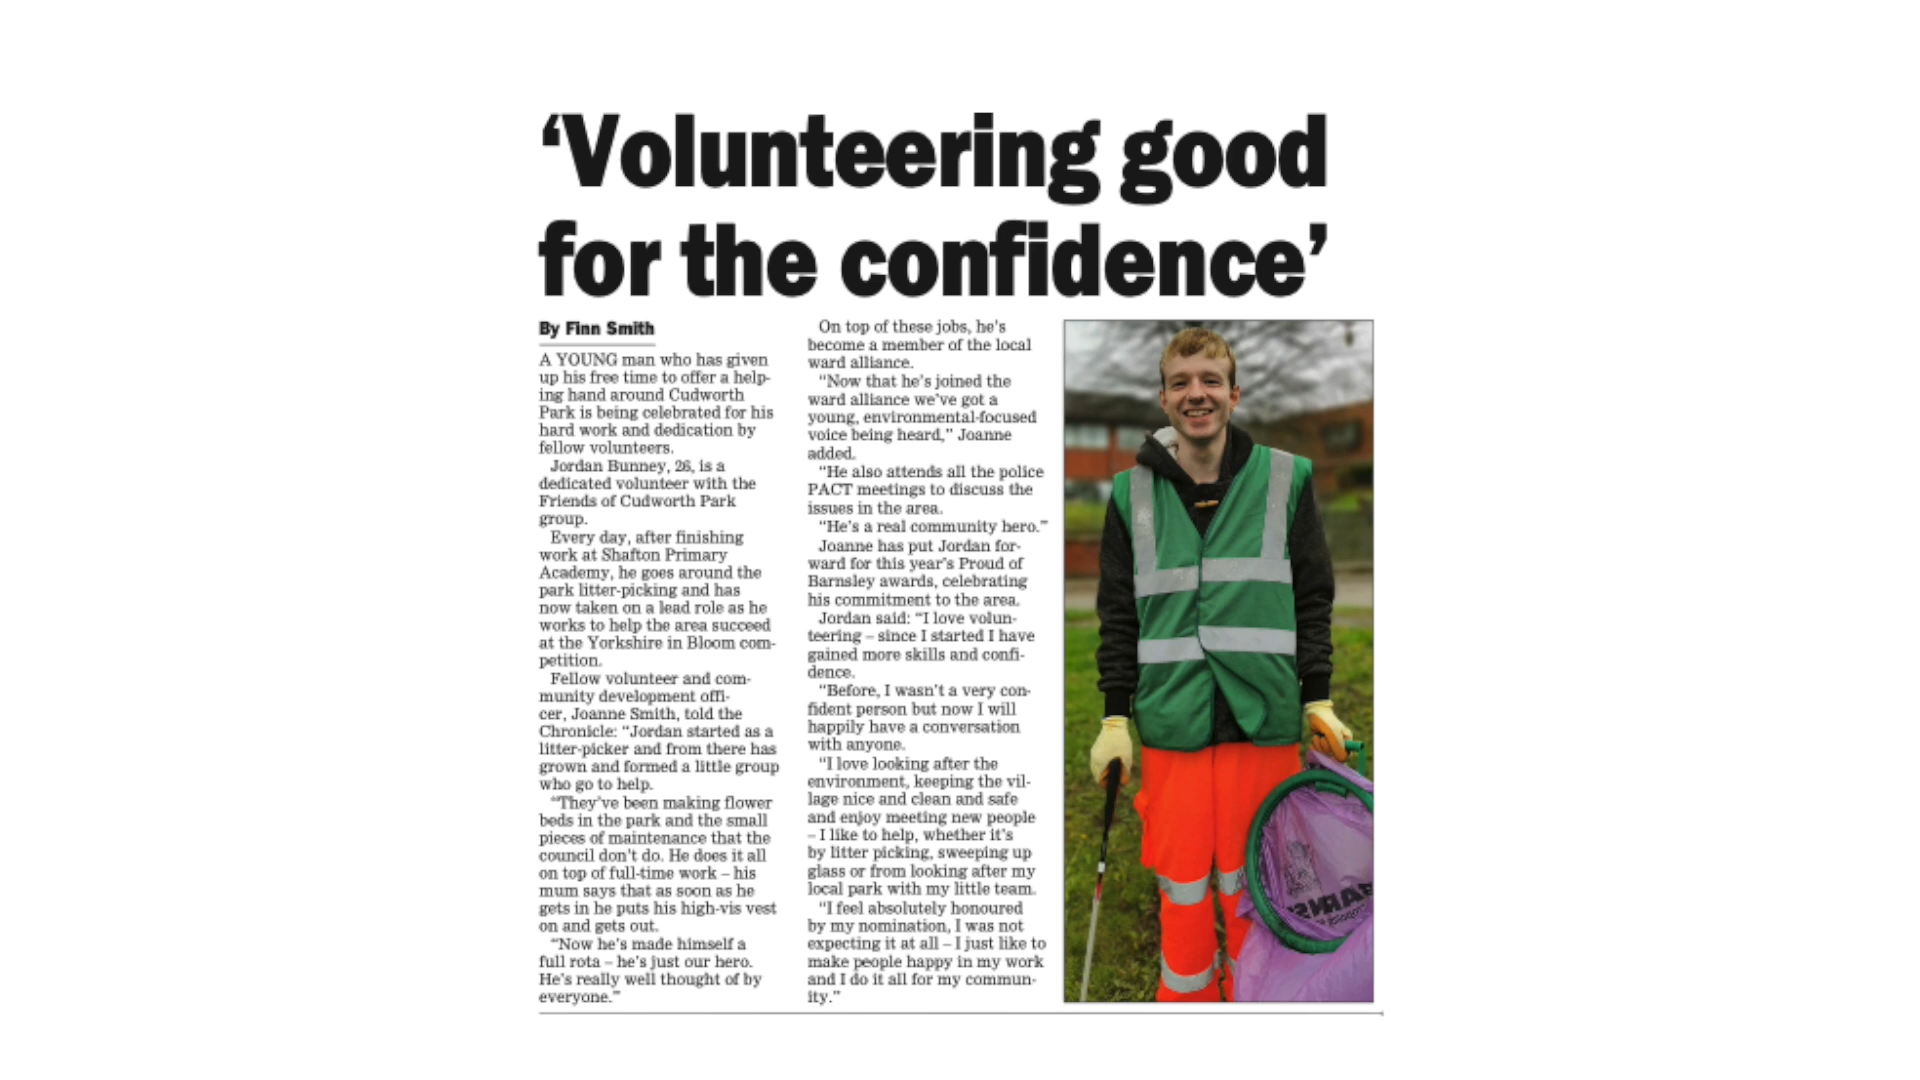 ‘Volunteering good
for the confidence’
By Finn Smith
A YOUNG man who has given
up his free time to offer a help-
ing hand around Cudworth
Park is being celebrated for his
hard work and dedication by
fellow volunteers.
Jordan Bunney, 26, is a
dedicated volunteer with the
Friends of Cudworth Park
group.
Every day, after finishing
work at Shafton Primary
Academy, he goes around the
park litter-picking and has
now taken on a lead role as he
works to help the area succeed
at the Yorkshire in Bloom com-
petition.
Fellow volunteer and com-
munity development offi-
cer, Joanne Smith, told the
Chronicle: “Jordan started as a
litter-picker and from there has
grown and formed a little group
who go to help.
“They’ve been making flower
beds in the park and the small
pieces of maintenance that the
council don’t do. He does it all
on top of full-time work – his
mum says that as soon as he
gets in he puts his high-vis vest
on and gets out.
“Now he’s made himself a
full rota – he’s just our hero.
He’s really well thought of by
everyone.”
On top of these jobs, he’s
become a member of the local
ward alliance.
“Now that he’s joined the
ward alliance we’ve got a
young, environmental-focused
voice being heard,” Joanne
added.
“He also attends all the police
PACT meetings to discuss the
issues in the area.
“He’s a real community hero.”
Joanne has put Jordan for-
ward for this year’s Proud of
Barnsley awards, celebrating
his commitment to the area.
Jordan said: “I love volun-
teering – since I started I have
gained more skills and confi-
dence.
“Before, I wasn’t a very con-
fident person but now I will
happily have a conversation
with anyone.
“I love looking after the
environment, keeping the vil-
lage nice and clean and safe
and enjoy meeting new people
– I like to help, whether it’s
by litter picking, sweeping up
glass or from looking after my
local park with my little team.
“I feel absolutely honoured
by my nomination, I was not
expecting it at all – I just like to
make people happy in my work
and I do it all for my commun-
ity.”